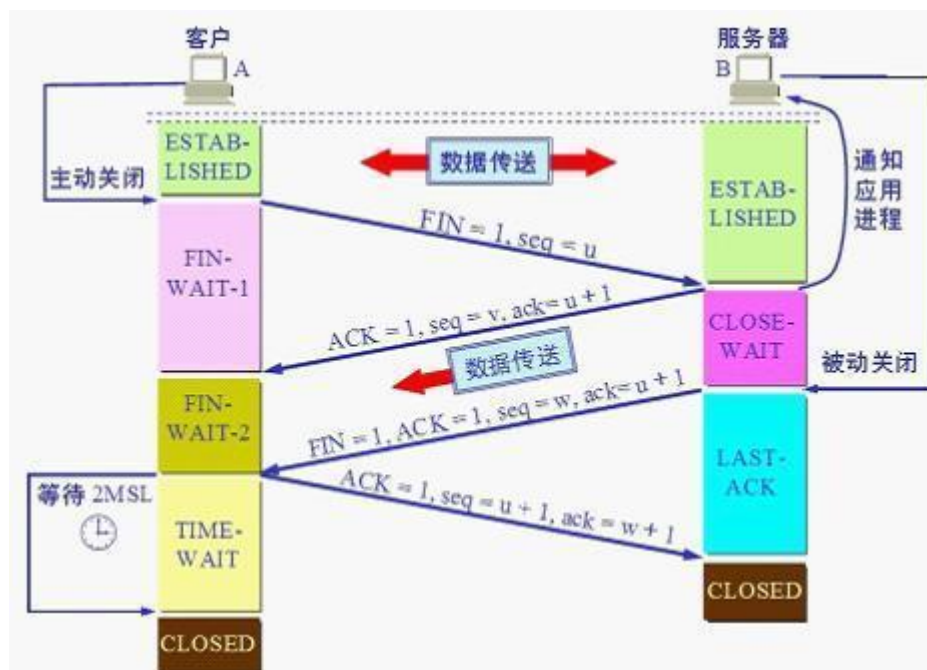 客户
服务器
A
B
ESTAB-
LISHED
数据传送
ESTAB-
LISHED
通知
应用
进程
主动关闭
FIN = 1, seq = u
FIN-
WAIT-1
ACK = 1, seq = v, ack= u + 1
CLOSE-
WAIT
数据传送
被动关闭
FIN-
WAIT-2
FIN = 1, ACK = 1, seq = w, ack= u + 1
LAST-
ACK
等待 2MSL
ACK = 1, seq = u + 1, ack = w + 1
TIME-
WAIT
CLOSED
CLOSED